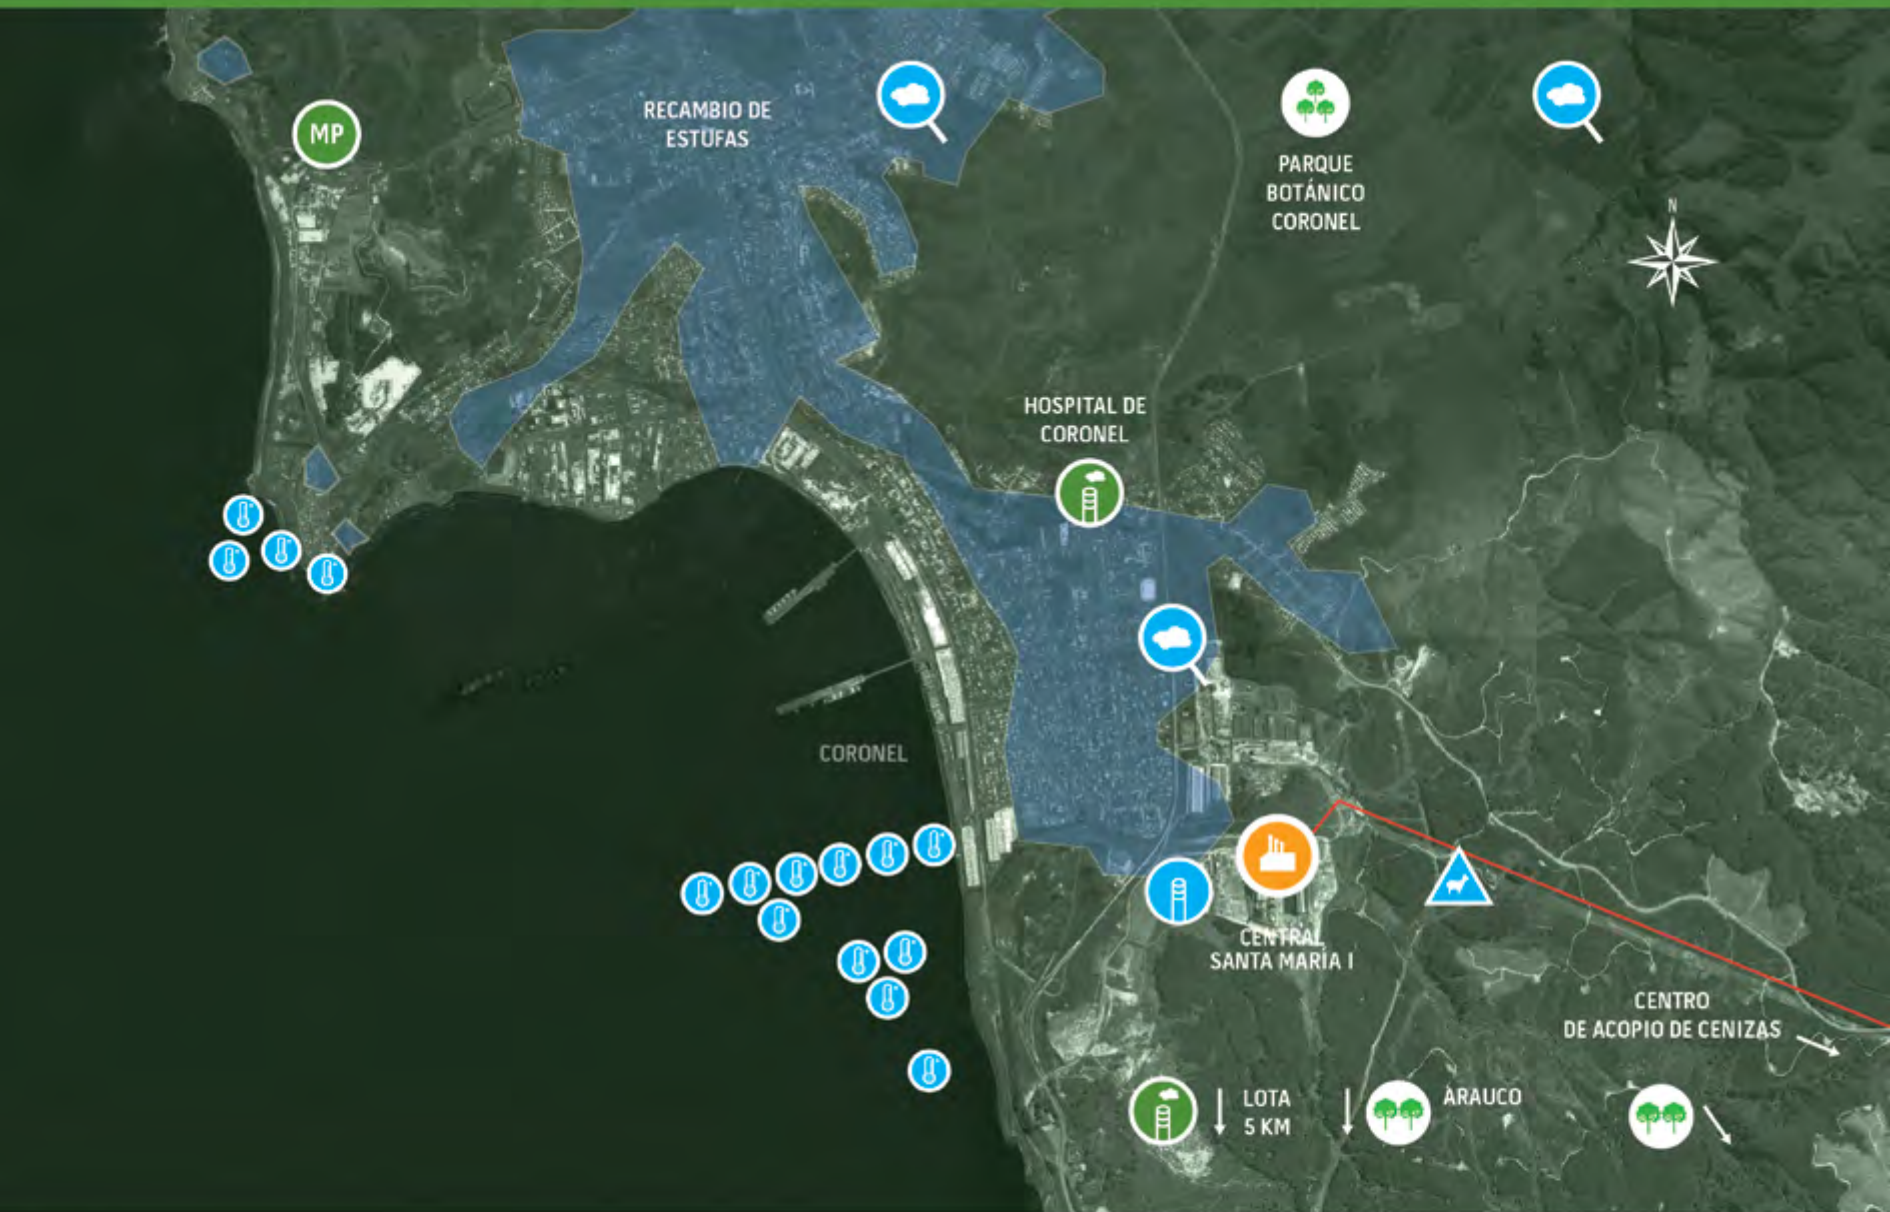 MP
RECAMBIO DE
ESTUFAS
PARQUE
BOTÁNICO
CORONEL
N
HOSPITAL DE
CORONEL
CORONEL
CENTRAL
SANTA MARÍA I
CENTRO
DE ACOPIO DE CENIZAS
LOTA
5 KM
ARAUCO